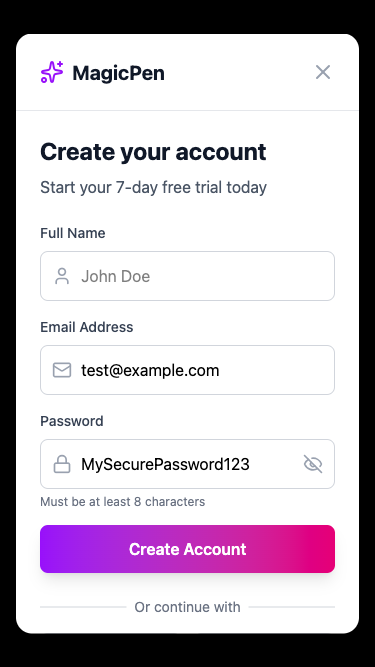 MagicPen
Create your account
Start your 7-day free trial today
Full Name
John Doe
Email Address
test@example.com
Password
MySecurePassword123
Must be at least 8 characters
Create Account
Or continue with